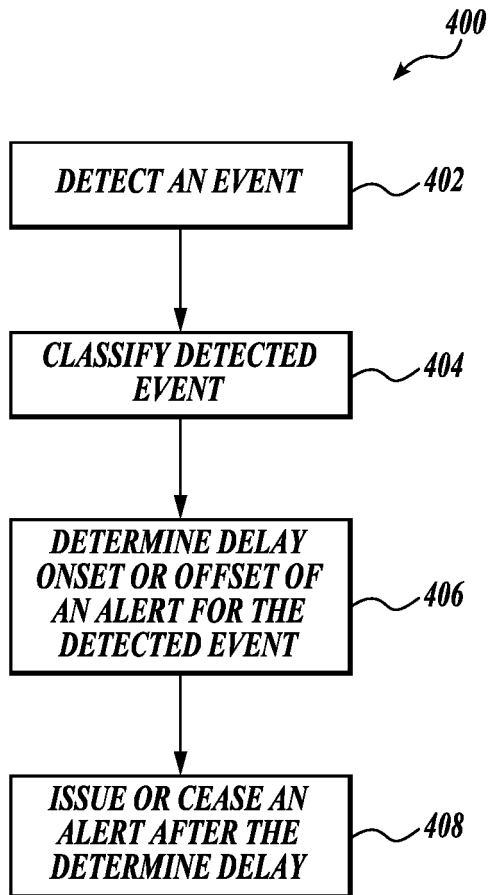 400
DETECT AN EVENT
402
CLASSIFY DETECTED
EVENT
404
DETERMINE DELAY
ONSET OR OFFSET OF
AN ALERT FOR THE
DETECTED EVENT
406
ISSUE OR CEASE AN
ALERT AFTER THE
DETERMINE DELAY
408